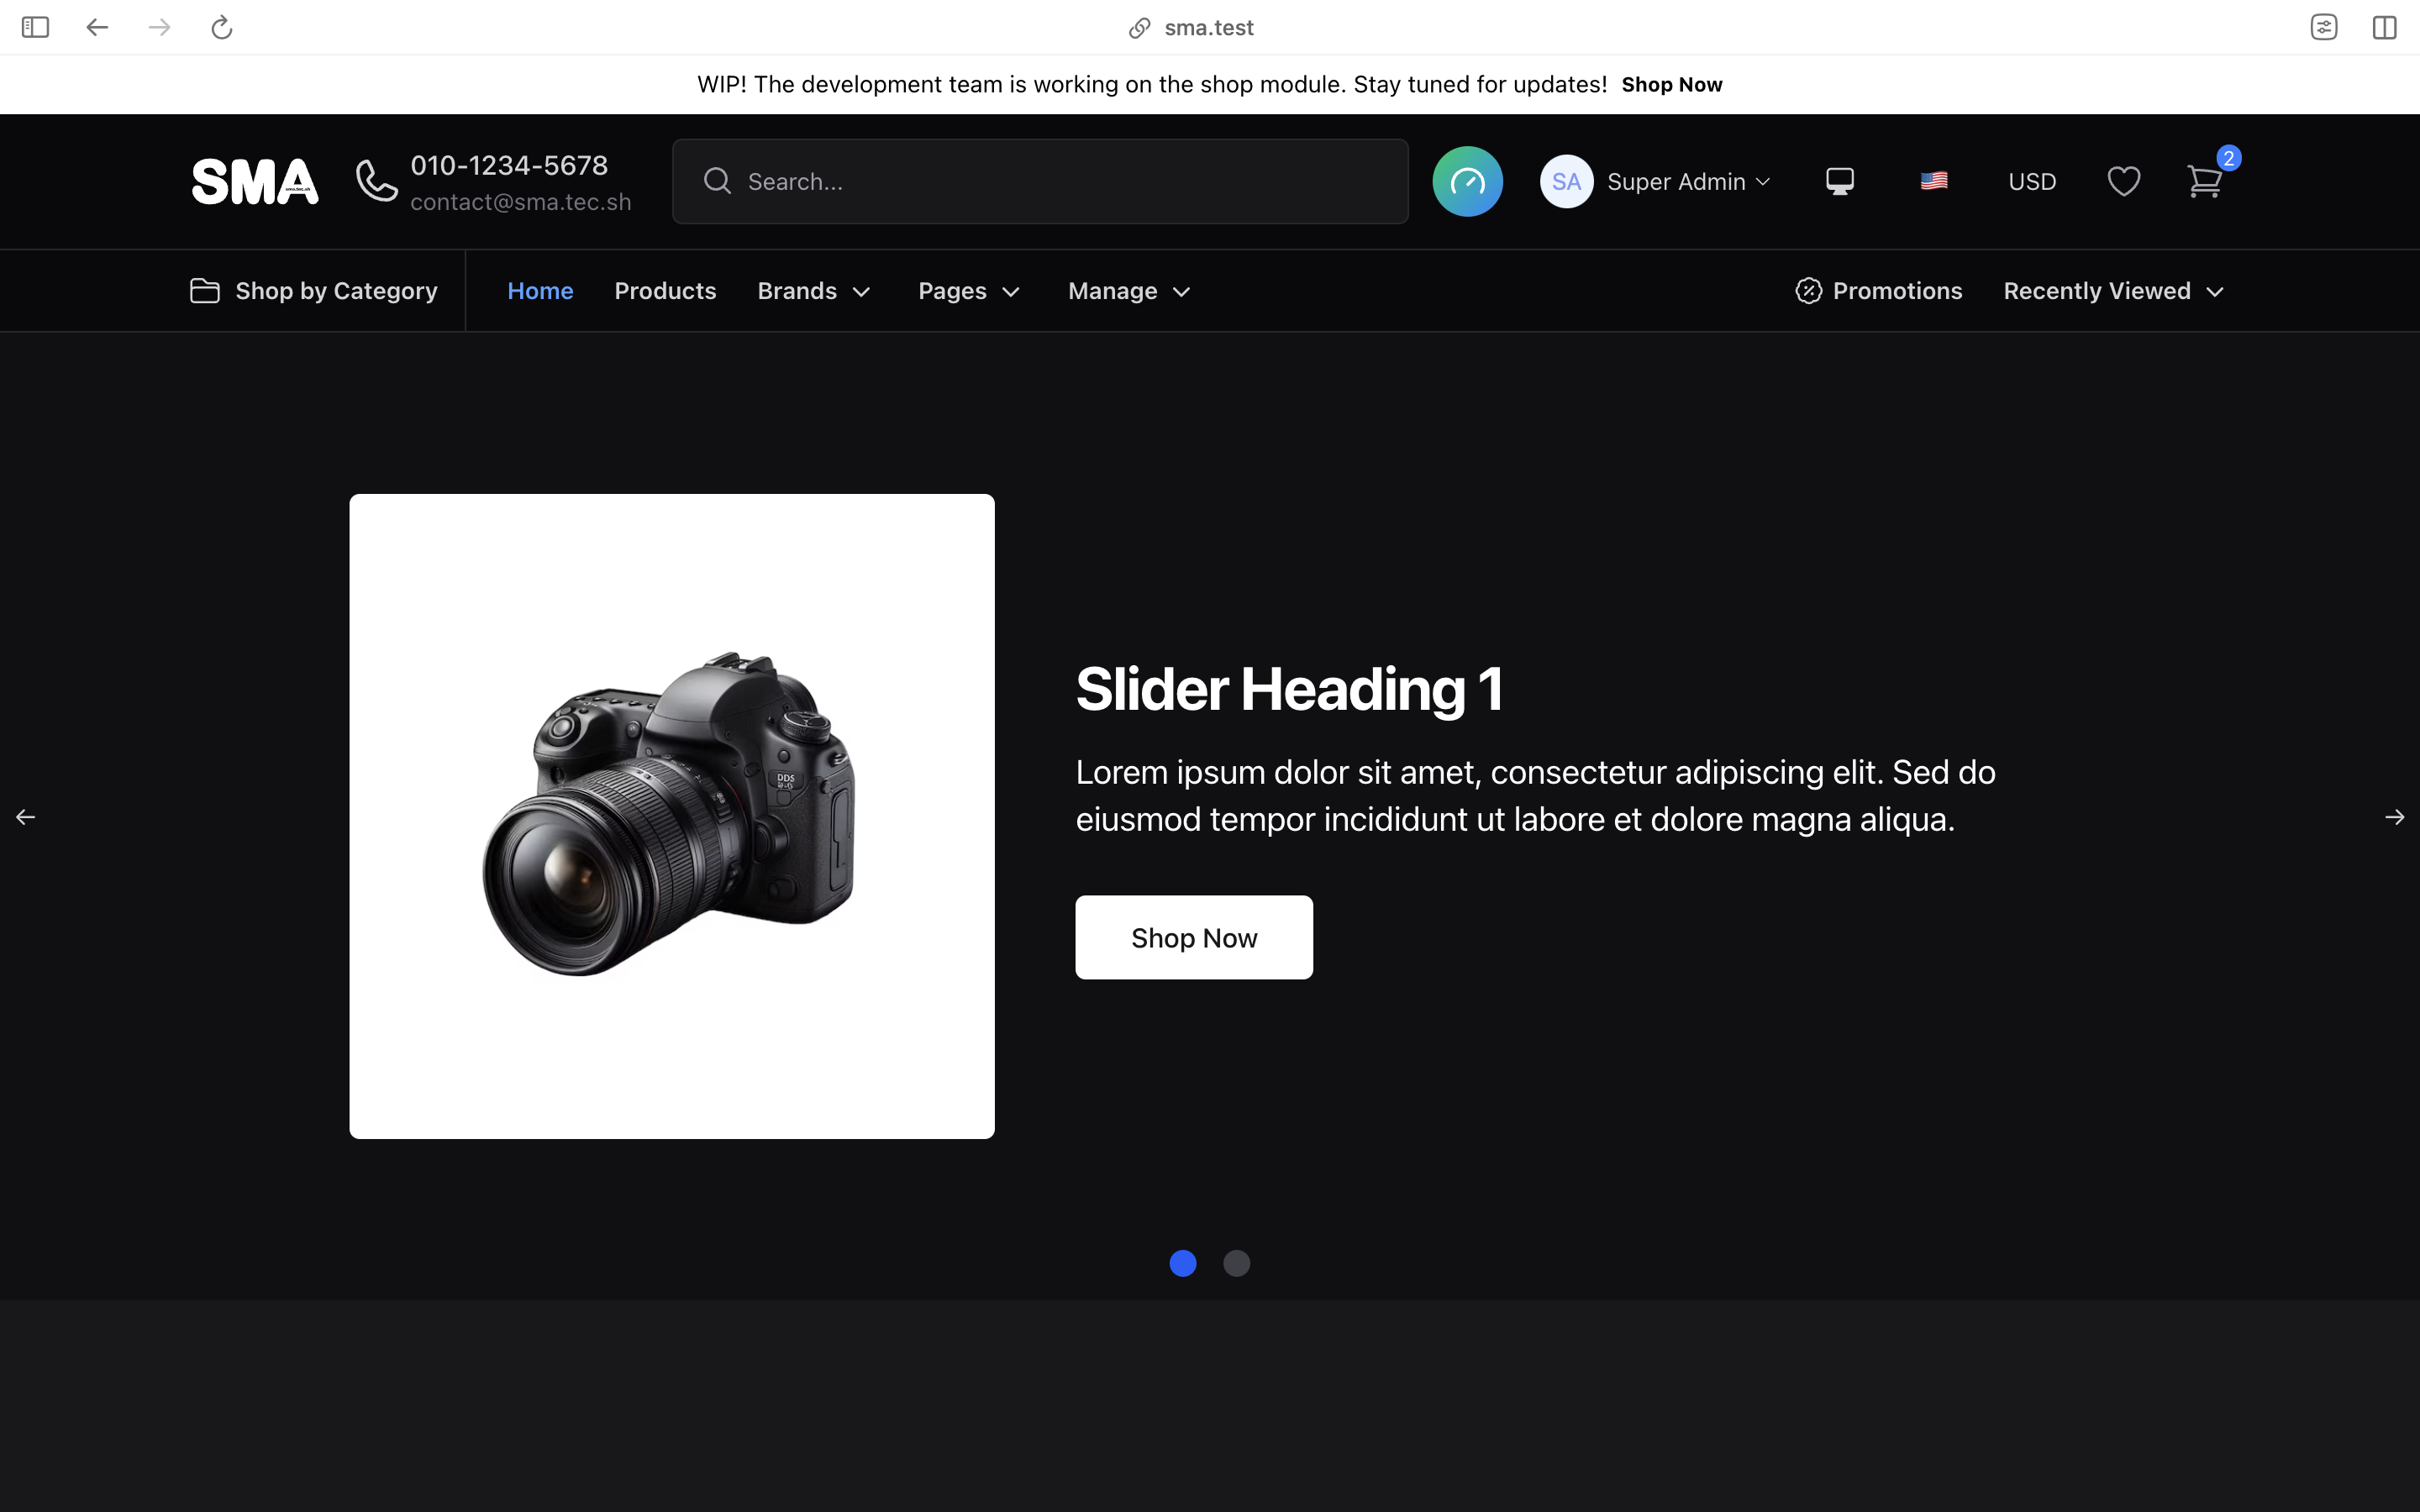 sma.test
WIP! The development team is working on the shop module. Stay tuned for updates! Shop Now
SMA
010-1234-5678
contact@sma.tec.sh
Search...
SA Super Admin
USD
2
Shop by Category
Home
Products
Brands
Pages
Manage
Promotions
Recently Viewed
DDS
Slider Heading 1
Lorem ipsum dolor sit amet, consectetur adipiscing elit. Sed do
eiusmod tempor incididunt ut labore et dolore magna aliqua.
Shop Now